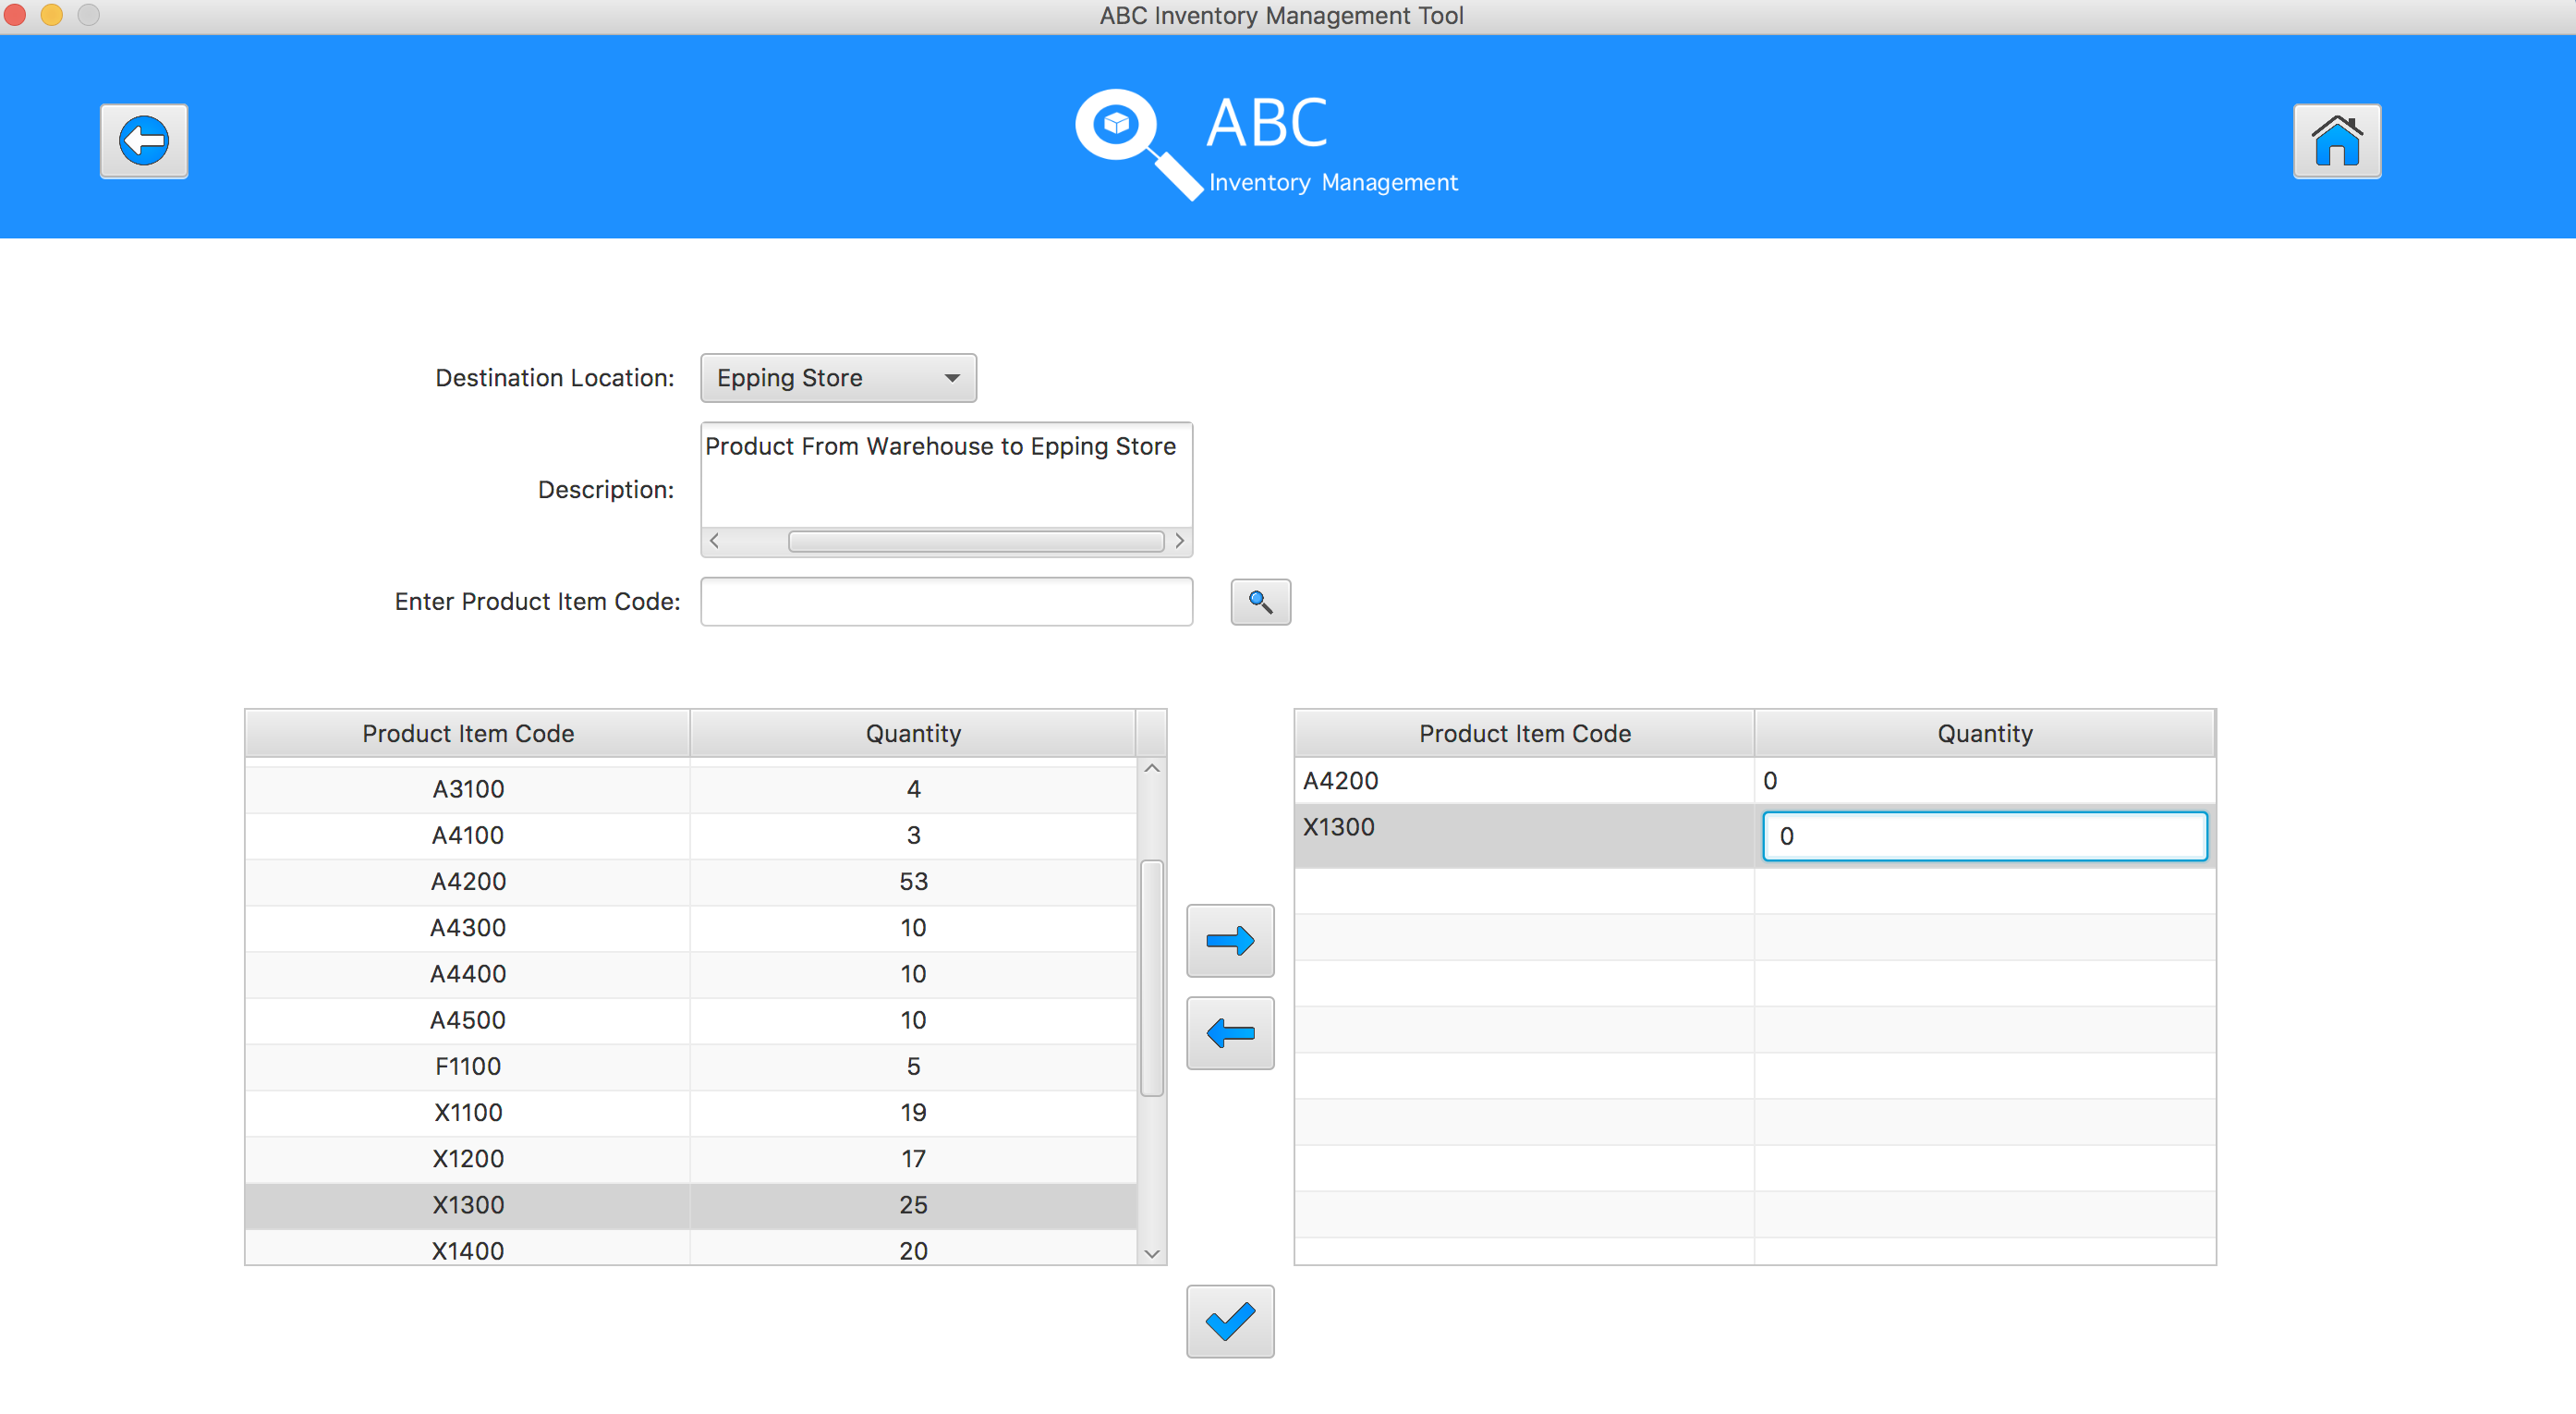 ABC Inventory Management Tool
ABC
Inventory Management
Destination Location: Epping Store
Description: Product From Warehouse to Epping Store
Enter Product Item Code:
Product Item Code Quantity
A3100 4
A4100 3
A4200 53
A4300 10
A4400 10
A4500 10
F1100 5
X1100 19
X1200 17
X1300 25
X1400 20
Product Item Code Quantity
A4200 0
X1300 0